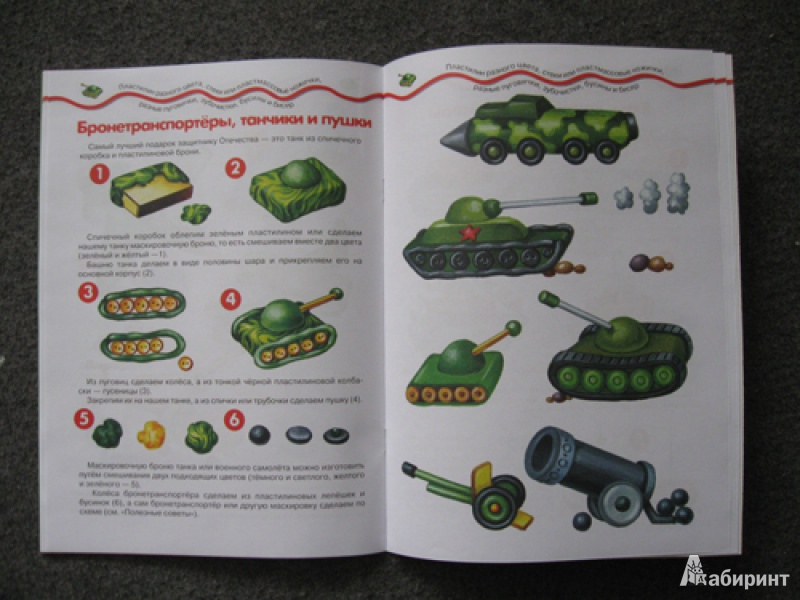 Пластилин разного цвета, стеки или пластмассовые ножички,
разные пуговички, зубочистки, бусины и бисер
Бронетранспортёры, танчики и пушки
Самый лучший подарок защитнику Отечества — это танк из спичечного
коробка и пластилиновой брони.
1
2
Спичечный коробок облепим зелёным пластилином или сделаем
нашему танку маскировочную броню, то есть смешиваем вместе два цвета
(зелёный и жёлтый —1).
Башню танка делаем в виде половины шара и прикрепляем его на
основной корпус (2).
3
4
Из пуговиц сделаем колёса, а из тонкой чёрной пластилиновой колбас-
ки — гусеницы (3).
Закрепим их на нашем танке, а из спички или трубочки сделаем пушку (4).
5
6
Маскировочную броню танка или военного самолёта можно изготовить
путём смешивания двух подходящих цветов (тёмного и светлого, жёлтого
и зелёного — 5).
Колёса бронетранспортёра сделаем из пластилиновых лепёшек и
бусинок (6), а сам бронетранспортёр или другую маскировку сделаем по
схеме (см. «Полезные советы»).
Пластилин разного цвета, стеки или пластмассовые ножички,
разные пуговички, зубочистки, бусины и бисер
Лабиринт